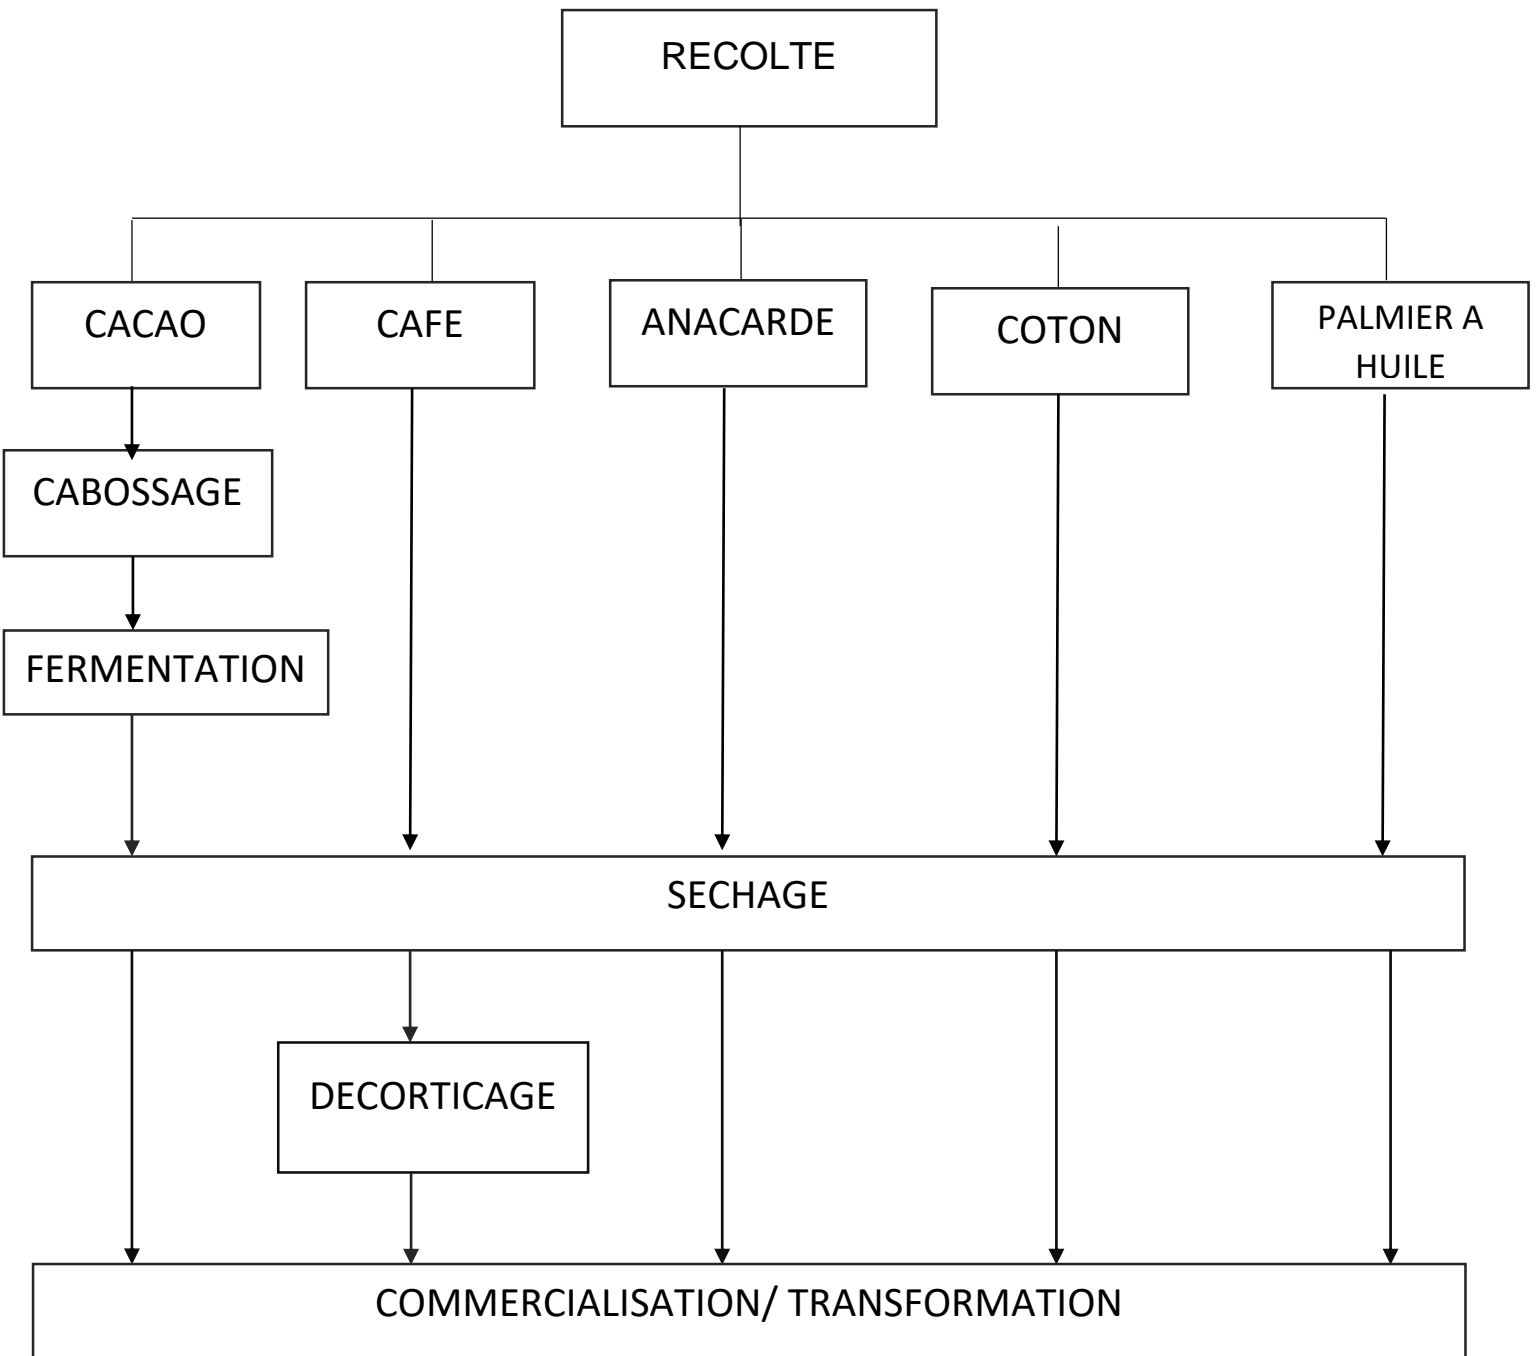 RECOLTE
CACAO
CAFE
ANACARDE
COTON
PALMIER A
HUILE
CABOSSAGE
FERMENTATION
SECHAGE
DECORTICAGE
COMMERCIALISATION/ TRANSFORMATION